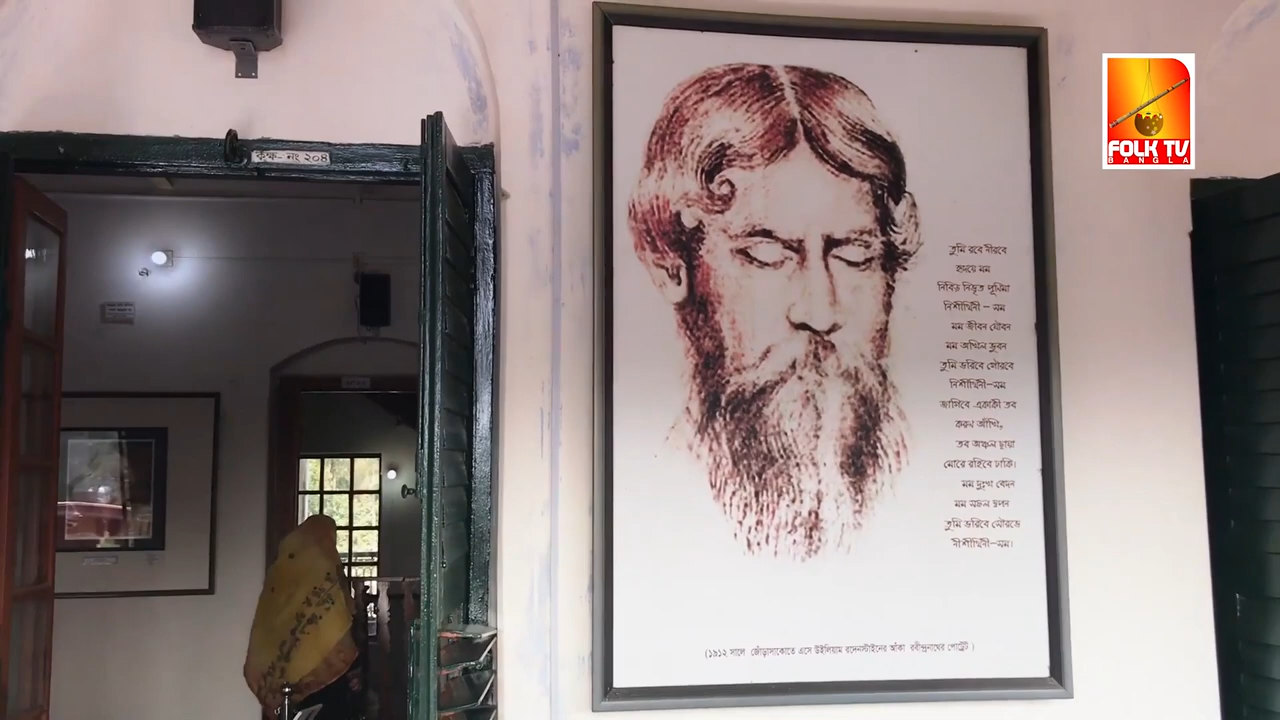 কক্ষ- নং ২০৪
FOLK TV
BANGLA
তুমি রবে নীরবে
হৃদয়ে মম
নিবিড় নিভৃত পূর্ণিমা
নিশীথিনী - সম
মম জীবন যৌবন
মম অখিল ভুবন
তুমি ভরিবে গৌরবে
নিশীথিনী-সম
জাগিবে একাকী তব
করুণ আঁখি,
তব অঞ্চল ছায়া
মোরে রহিবে ঢাকি।
মম দুঃখ বেদন
মম সফল স্বপন
তুমি ভরিবে সৌরভে
নীশীথিনী-সম।
(১৯১২ সালে জোঁড়াসাকোতে এসে উইলিয়াম রদেনস্টাইনের আঁকা রবীন্দ্রনাথের পোট্রেট )